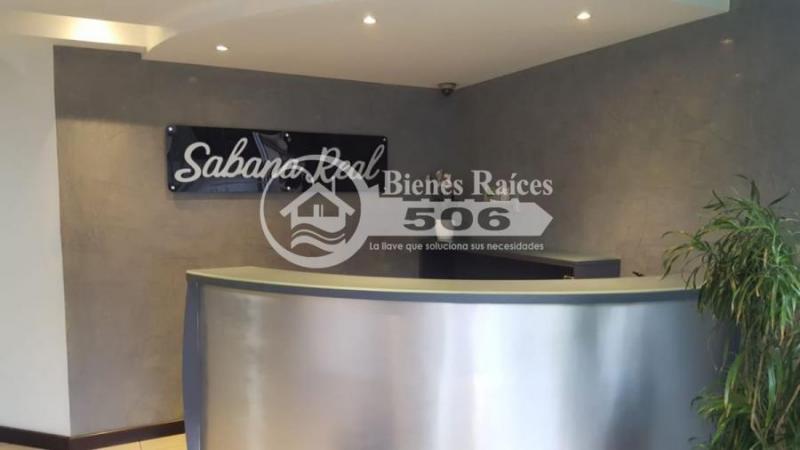 Sabana Real
Bienes Raíces
506
La llave que soluciona sus necesidades